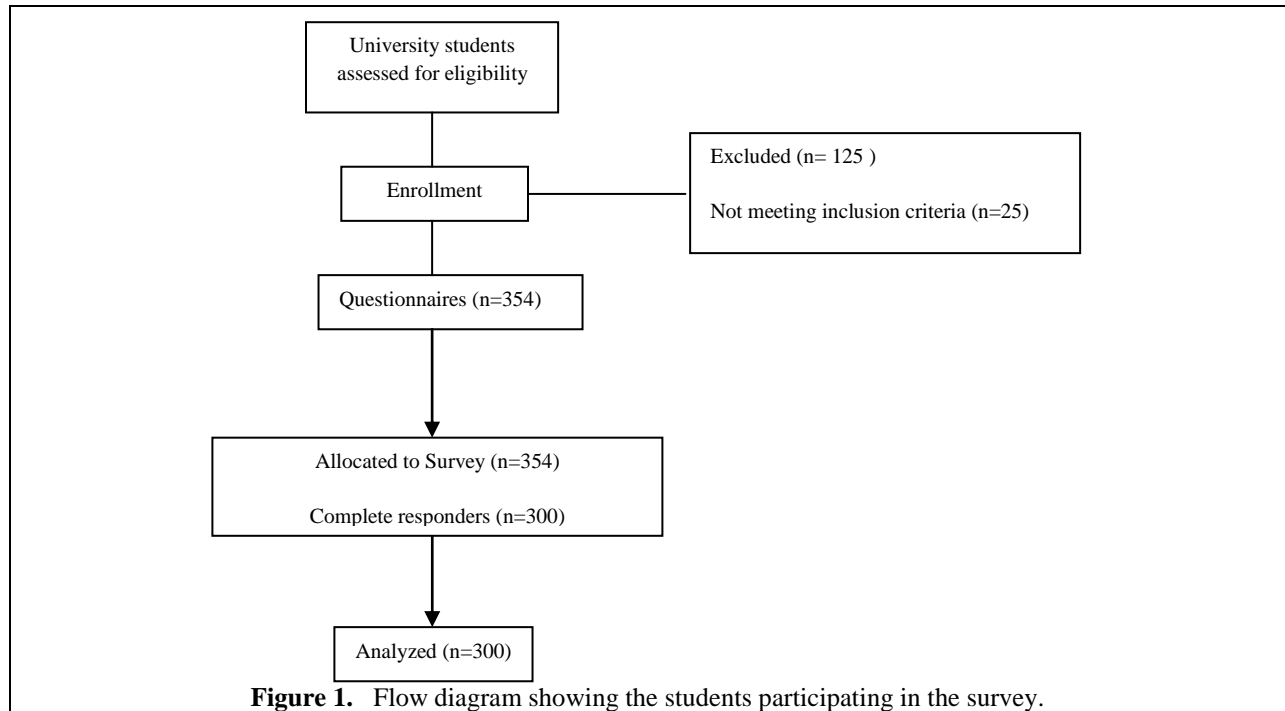 University students
assessed for eligibility
Enrollment
Excluded (n= 125 )
Not meeting inclusion criteria (n=25)
Questionnaires (n=354)
Allocated to Survey (n=354)
Complete responders (n=300)
Analyzed (n=300)
Figure 1. Flow diagram showing the students participating in the survey.